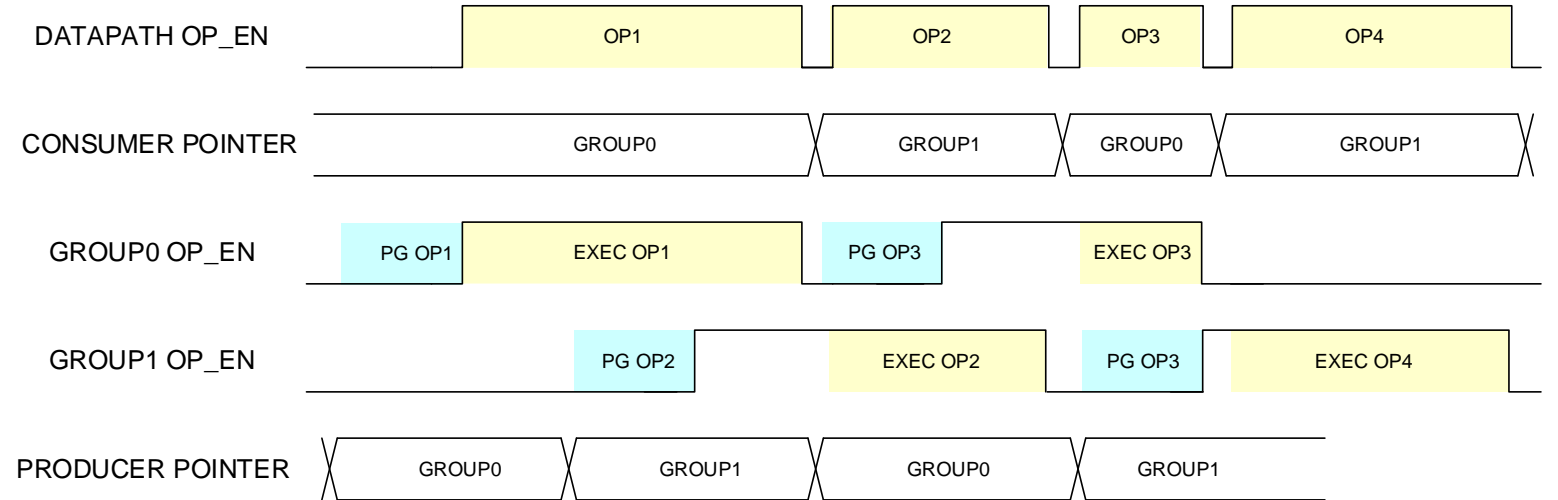 DATAPATH OP_EN OP1 OP2 OP3 OP4
CONSUMER POINTER GROUP0 GROUP1 GROUP0 GROUP1
GROUP0 OP_EN PG OP1 EXEC OP1 PG OP3 EXEC OP3
GROUP1 OP_EN PG OP2 EXEC OP2 PG OP3 EXEC OP4
PRODUCER POINTER GROUP0 GROUP1 GROUP0 GROUP1